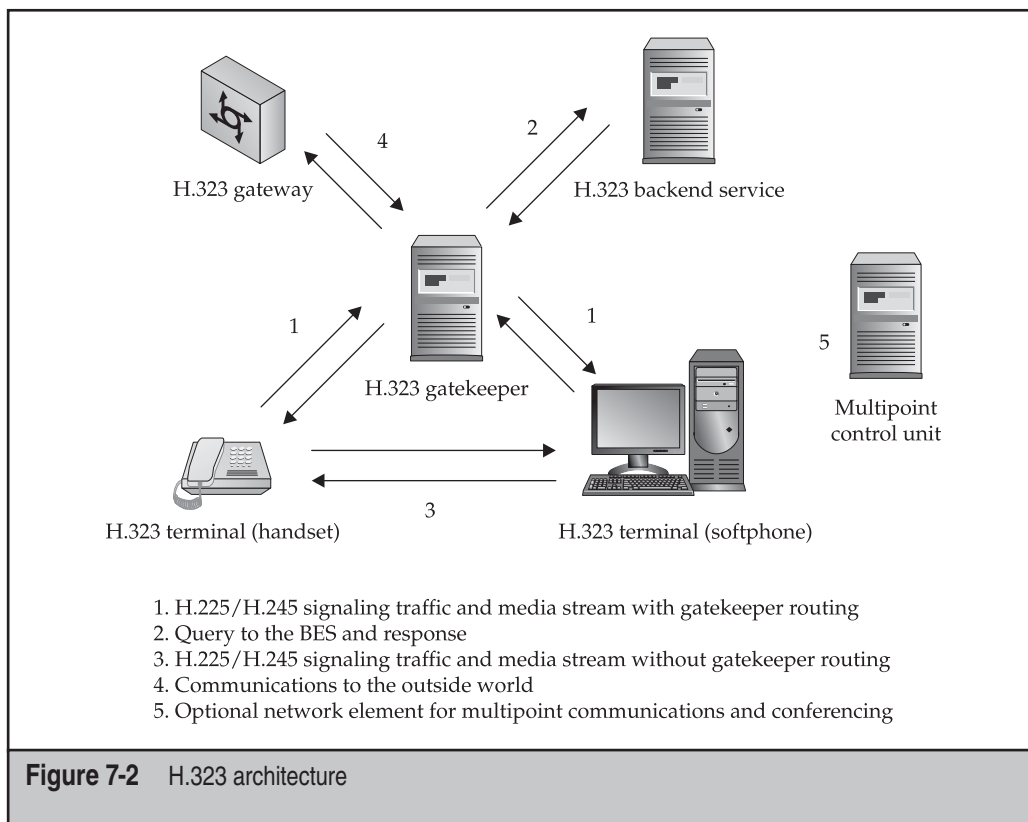 4
2
H.323 gateway
H.323 backend service
1
1
5
H.323 gatekeeper
Multipoint
control unit
3
H.323 terminal (handset)
H.323 terminal (softphone)
1. H.225/H.245 signaling traffic and media stream with gatekeeper routing
2. Query to the BES and response
3. H.225/H.245 signaling traffic and media stream without gatekeeper routing
4. Communications to the outside world
5. Optional network element for multipoint communications and conferencing
Figure 7-2 H.323 architecture